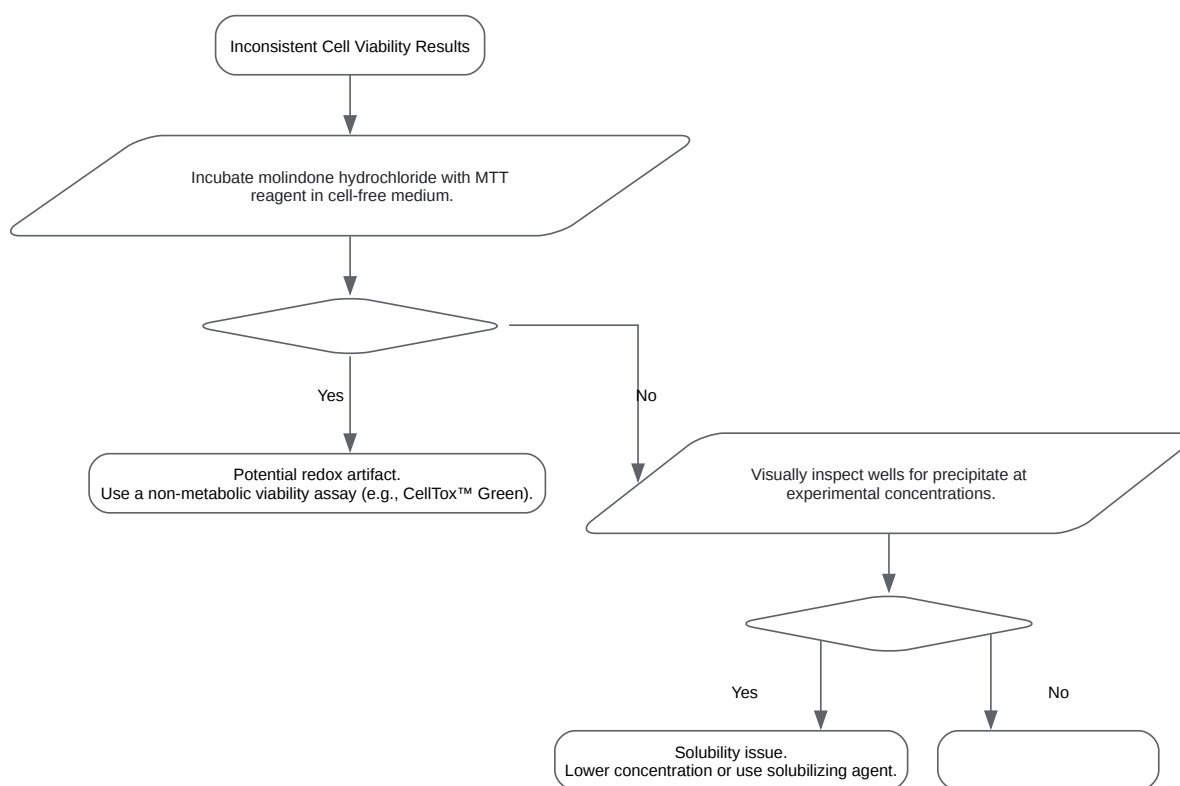 Inconsistent Cell Viability Results
Incubate molindone hydrochloride with MTT
reagent in cell-free medium.
Yes
No
Potential redox artifact.
Use a non-metabolic viability assay (e.g., CellTox™ Green).
Visually inspect wells for precipitate at
experimental concentrations.
Yes
No
Solubility issue.
Lower concentration or use solubilizing agent.